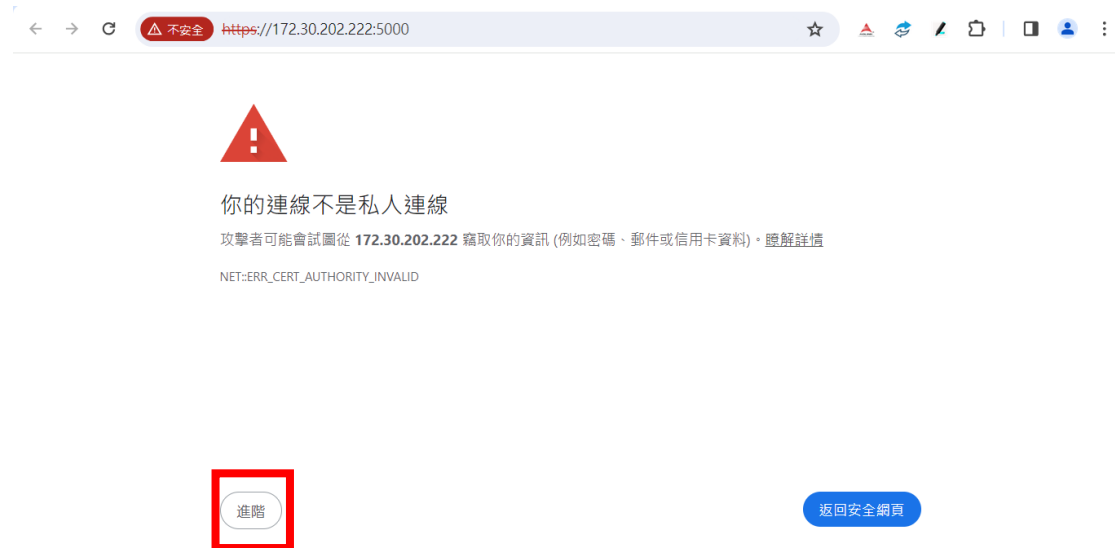 不安全 https://172.30.202.222:5000
你的連線不是私人連線
攻擊者可能會試圖從 172.30.202.222 竊取你的資訊 (例如密碼、郵件或信用卡資料)。瞭解詳情
NET::ERR_CERT_AUTHORITY_INVALID
進階 返回安全網頁